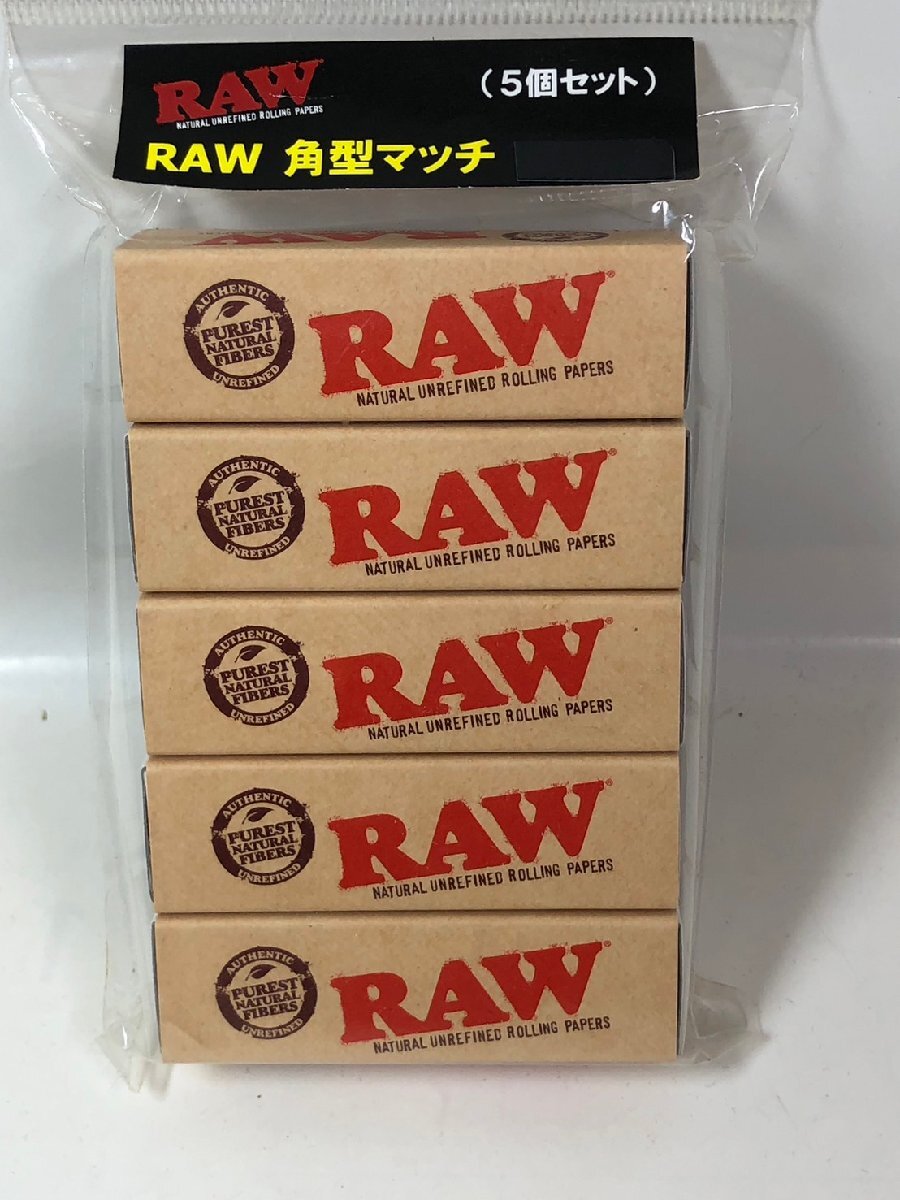 RAW
NATURAL UNREFINED ROLLING PAPERS
(5個セット)
RAW 角型マッチ
RAW
AUTHENTIC
PUREST
NATURAL
FIBERS
UNREFINED
RAW®
NATURAL UNREFINED ROLLING PAPERS
AUTHENTIC
PUREST
NATURAL
FIBERS
UNREFINED
RAW®
NATURAL UNREFINED ROLLING PAPERS
AUTHENTIC
PUREST
NATURAL
FIBERS
UNREFINED
RAW®
NATURAL UNREFINED ROLLING PAPERS
AUTHENTIC
PUREST
NATURAL
FIBERS
UNREFINED
RAW®
NATURAL UNREFINED ROLLING PAPERS
AUTHENTIC
PUREST
NATURAL
FIBERS
UNREFINED
RAW®
NATURAL UNREFINED ROLLING PAPERS